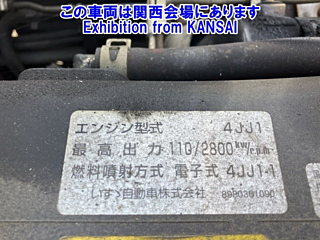 この車両は関西会場にあります
Exhibition from KANSAI
エンジン型式 4JJ1
最高出力 110/2800 kW/r.p.m
燃料噴射方式 電子式 4JJ1-1
いすゞ自動車株式会社 8980361090